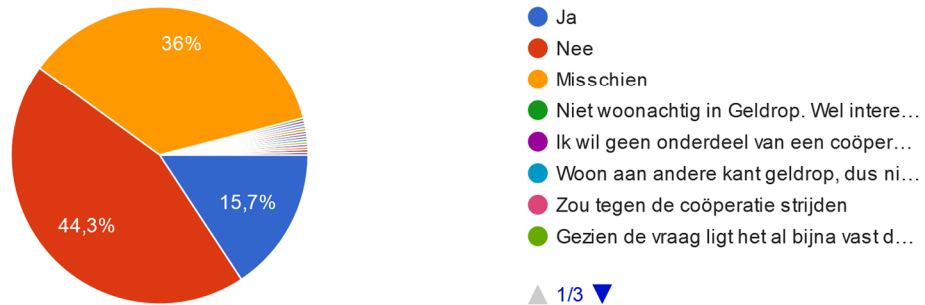 36%
44,3%
15,7%
Ja
Nee
Misschien
Niet woonachtig in Geldrop. Wel intere…
Ik wil geen onderdeel van een coöper…
Woon aan andere kant geldrop, dus ni…
Zou tegen de coöperatie strijden
Gezien de vraag ligt het al bijna vast d…
1/3